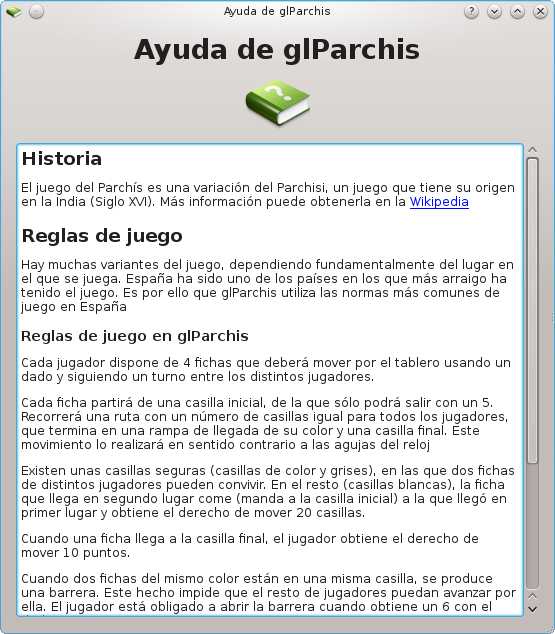 Ayuda de glParchis
Ayuda de glParchis
Historia
El juego del Parchís es una variación del Parchisi, un juego que tiene su origen
en la India (Siglo XVI). Más información puede obtenerla en la Wikipedia
Reglas de juego
Hay muchas variantes del juego, dependiendo fundamentalmente del lugar en
el que se juega. España ha sido uno de los países en los que más arraigo ha
tenido el juego. Es por ello que glParchis utiliza las normas más comunes de
juego en España
Reglas de juego en glParchis
Cada jugador dispone de 4 fichas que deberá mover por el tablero usando un
dado y siguiendo un turno entre los distintos jugadores.
Cada ficha partirá de una casilla inicial, de la que sólo podrá salir con un 5.
Recorrerá una ruta con un número de casillas igual para todos los jugadores,
que termina en una rampa de llegada de su color y una casilla final. Este
movimiento lo realizará en sentido contrario a las agujas del reloj
Existen unas casillas seguras (casillas de color y grises), en las que dos fichas
de distintos jugadores pueden convivir. En el resto (casillas blancas), la ficha
que llega en segundo lugar come (manda a la casilla inicial) a la que llegó en
primer lugar y obtiene el derecho de mover 20 casillas.
Cuando una ficha llega a la casilla final, el jugador obtiene el derecho de
mover 10 puntos.
Cuando dos fichas del mismo color están en una misma casilla, se produce
una barrera. Este hecho impide que el resto de jugadores puedan avanzar por
ella. El jugador está obligado a abrir la barrera cuando obtiene un 6 con el